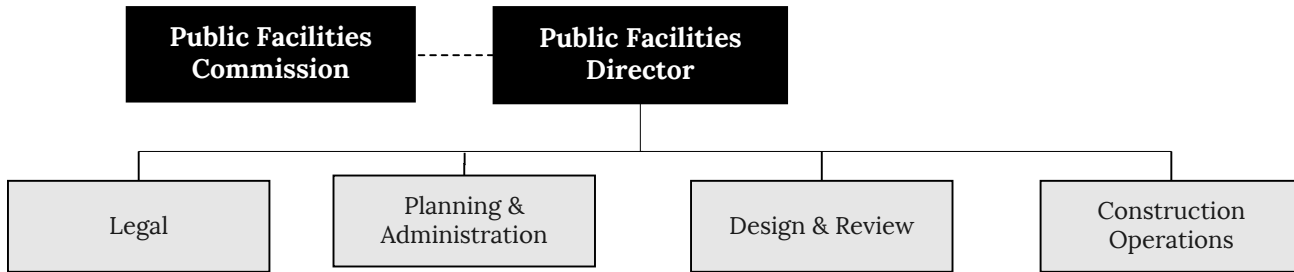 Public Facilities
Commission
Public Facilities
Director
Legal
Planning &
Administration
Design & Review
Construction
Operations